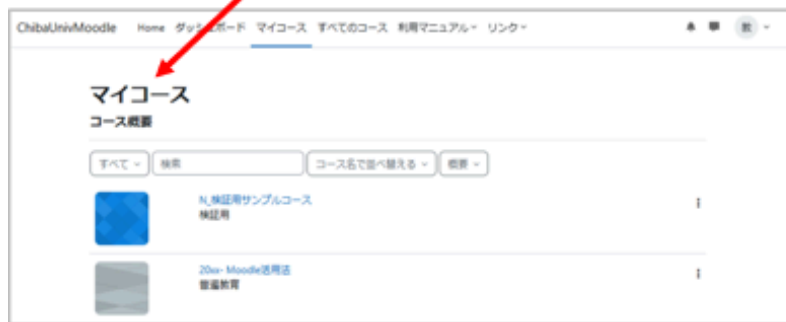 ChibaUnivMoodle Home ダッシュボード マイコース すべてのコース 利用マニュアル リンク 教
マイコース
コース概要
すべて 検索 コース名で並べ替える 概要
N_検証用サンプルコース
検証用
20xx- Moodle活用法
普遍教育